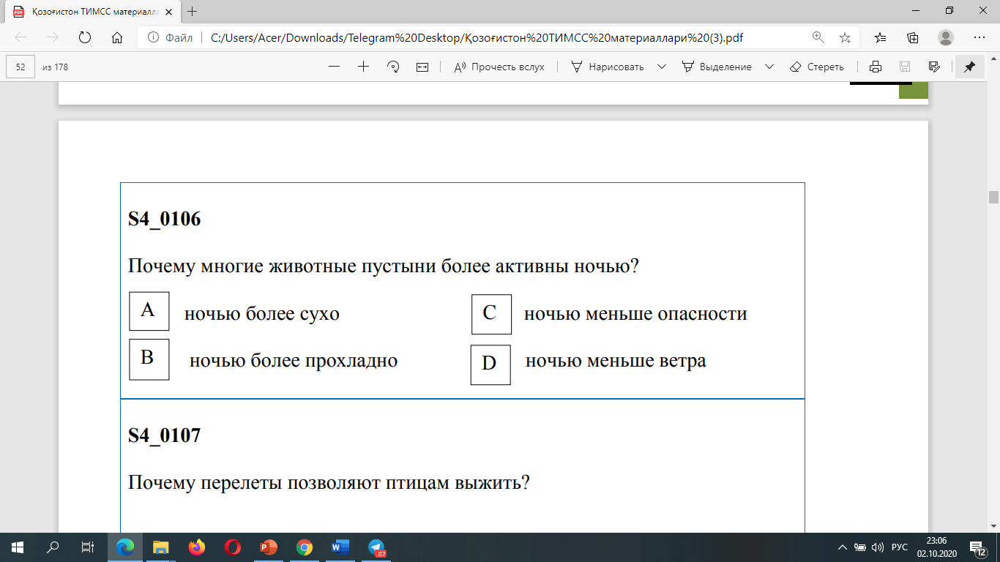 Қозоғистон ТИМСС материалла
Файл
C:/Users/Acer/Downloads/Telegram%20Desktop/Қозоғистон%20ТИМСС%20материаллари%20(3).pdf
52 из 178
Прочесть вслух
Нарисовать
Выделение
Стереть
S4_0106
Почему многие животные пустыни более активны ночью?
A ночью более сухо
C ночью меньше опасности
B ночью более прохладно
D ночью меньше ветра
S4_0107
Почему перелеты позволяют птицам выжить?
РУС
23:06
02.10.2020
12